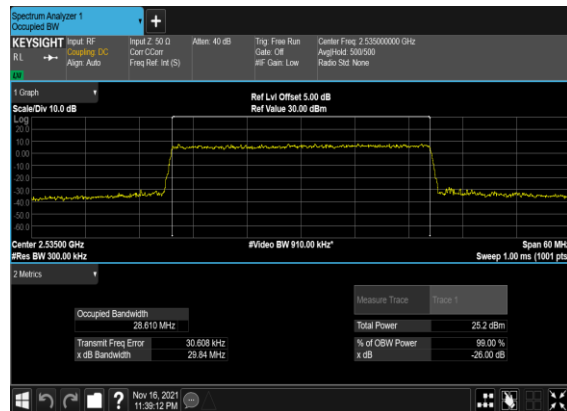 Spectrum Analyzer 1
Occupied BW
+
KEYSIGHT
RL
LW
Input: RF
Coupling: DC
Align: Auto
Input Z: 50 Ω
Corr CCorr
Freq Ref: Int (S)
Atten: 40 dB
Trig: Free Run
Gate: Off
#IF Gain: Low
Center Freq: 2.535000000 GHz
Avg|Hold: 500/500
Radio Std: None
1 Graph
Scale/Div 10.0 dB
Ref Lvl Offset 5.00 dB
Ref Value 30.00 dBm
Log
20.0
10.0
0.00
-10.0
-20.0
-30.0
-40.0
-50.0
-60.0
Center 2.53500 GHz
#Res BW 300.00 kHz
#Video BW 910.00 kHz*
Span 60 MHz
Sweep 1.00 ms (1001 pts)
2 Metrics
Measure Trace
Trace 1
Occupied Bandwidth
28.610 MHz
Total Power
25.2 dBm
Transmit Freq Error
30.608 kHz
% of OBW Power
99.00 %
x dB Bandwidth
29.84 MHz
x dB
-26.00 dB
?
Nov 16, 2021
11:39:12 PM